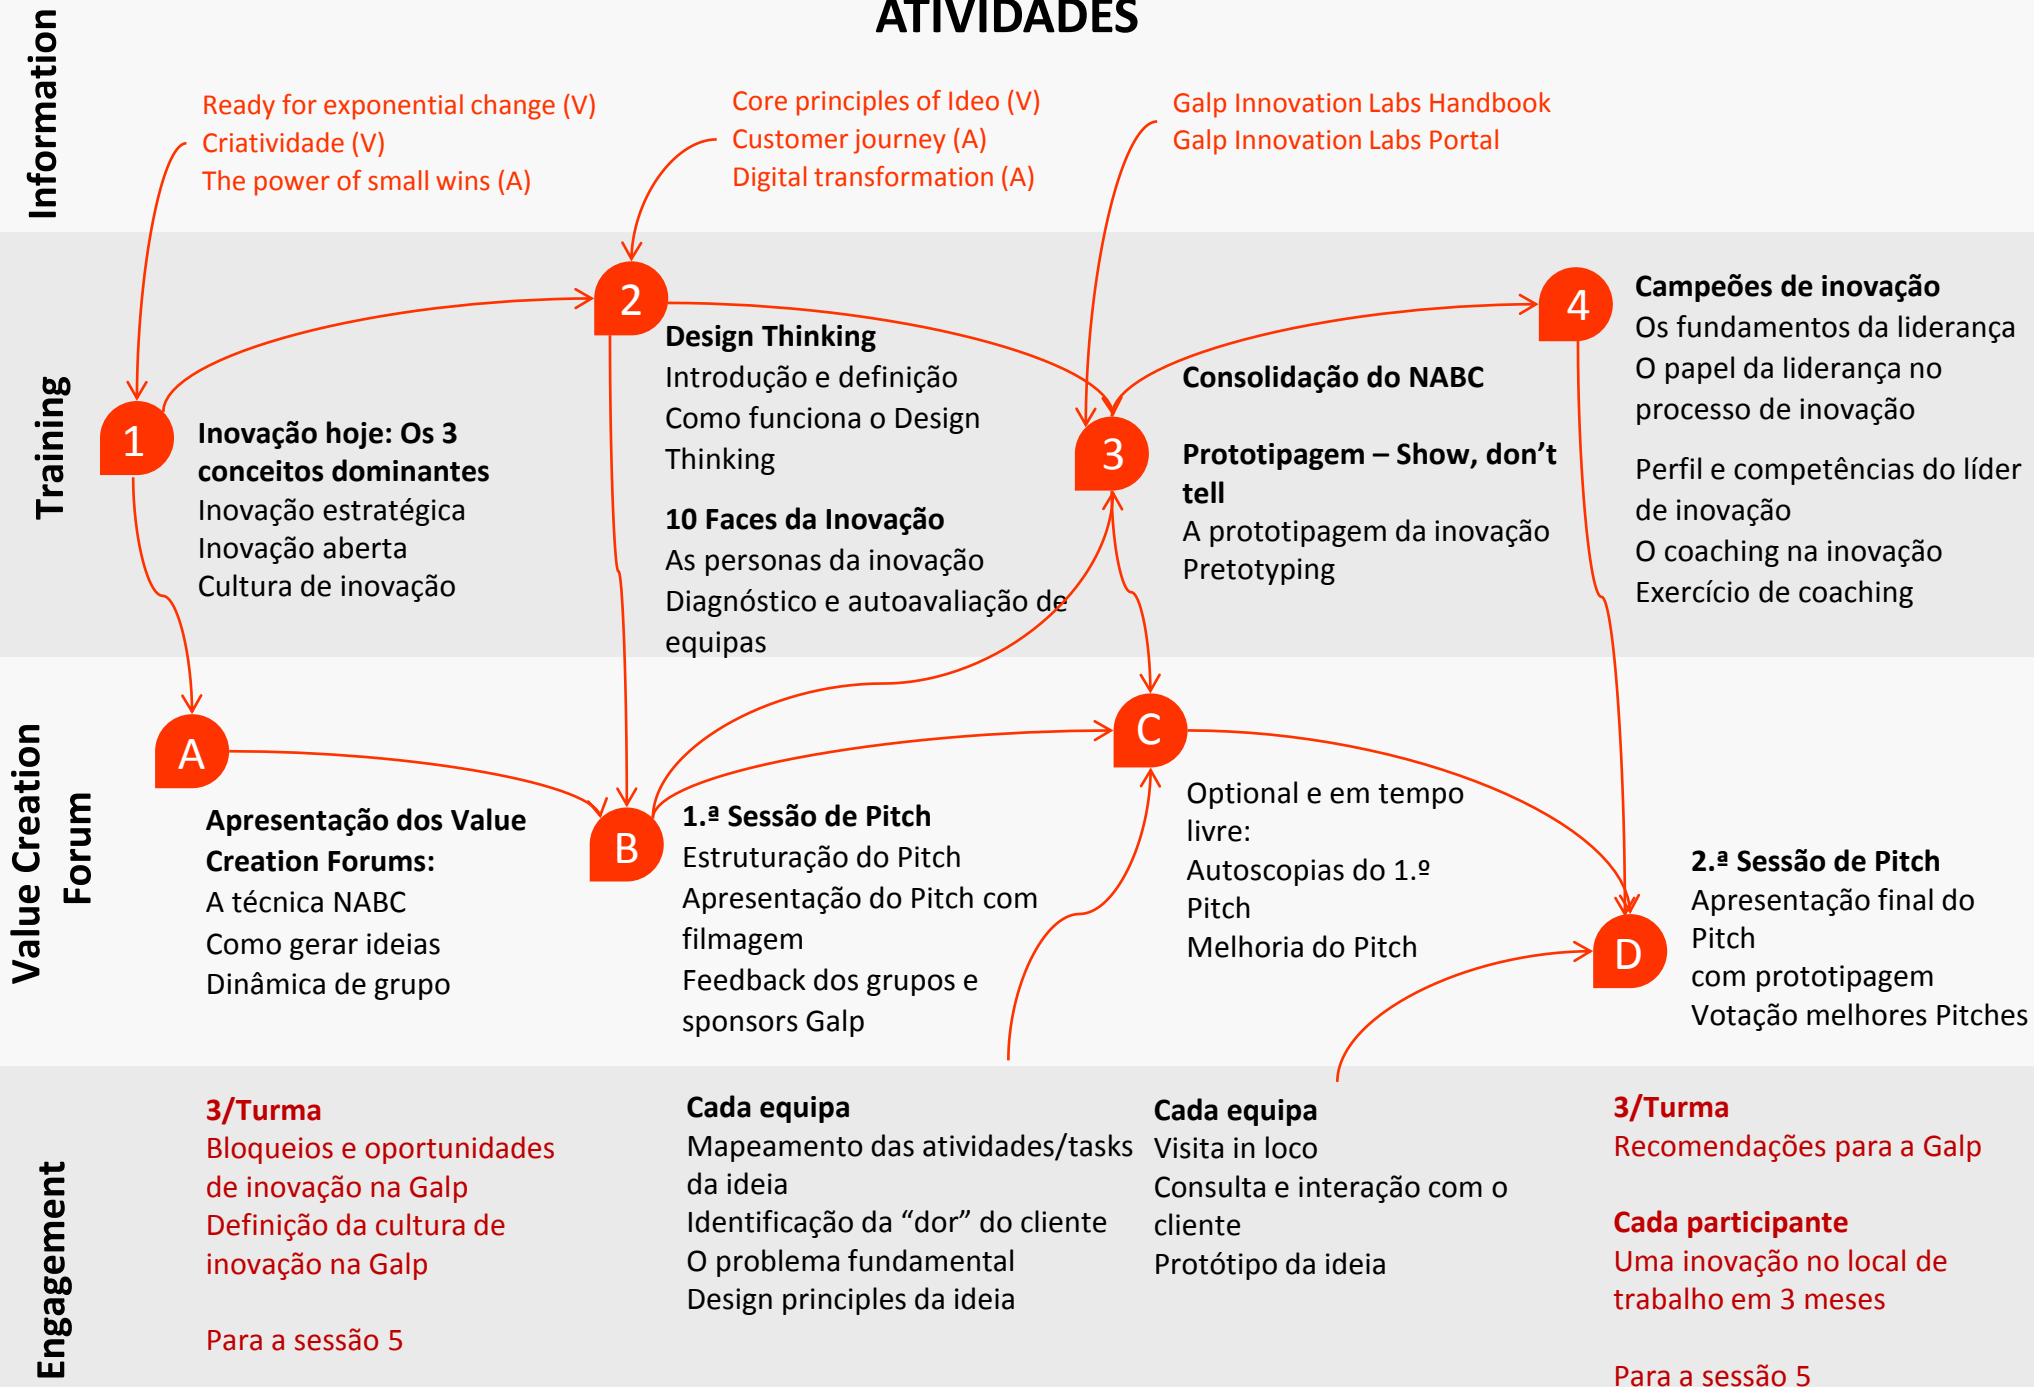 ATIVIDADES
Information
Ready for exponential change (V)
Criatividade (V)
The power of small wins (A)
Core principles of Ideo (V)
Customer journey (A)
Digital transformation (A)
Galp Innovation Labs Handbook
Galp Innovation Labs Portal
Training
1
Inovação hoje: Os 3
conceitos dominantes
Inovação estratégica
Inovação aberta
Cultura de inovação
2
Design Thinking
Introdução e definição
Como funciona o Design
Thinking
10 Faces da Inovação
As personas da inovação
Diagnóstico e autoavaliação de
equipas
3
Consolidação do NABC
Prototipagem – Show, don’t
tell
A prototipagem da inovação
Pretotyping
4
Campeões de inovação
Os fundamentos da liderança
O papel da liderança no
processo de inovação
Perfil e competências do líder
de inovação
O coaching na inovação
Exercício de coaching
Value Creation
Forum
A
Apresentação dos Value
Creation Forums:
A técnica NABC
Como gerar ideias
Dinâmica de grupo
B
1.ª Sessão de Pitch
Estruturação do Pitch
Apresentação do Pitch com
filmagem
Feedback dos grupos e
sponsors Galp
C
Optional e em tempo
livre:
Autoscopias do 1.º
Pitch
Melhoria do Pitch
D
2.ª Sessão de Pitch
Apresentação final do
Pitch
com prototipagem
Votação melhores Pitches
Engagement
3/Turma
Bloqueios e oportunidades
de inovação na Galp
Definição da cultura de
inovação na Galp
Para a sessão 5
Cada equipa
Mapeamento das atividades/tasks
da ideia
Identificação da “dor” do cliente
O problema fundamental
Design principles da ideia
Cada equipa
Visita in loco
Consulta e interação com o
cliente
Protótipo da ideia
3/Turma
Recomendações para a Galp
Cada participante
Uma inovação no local de
trabalho em 3 meses
Para a sessão 5